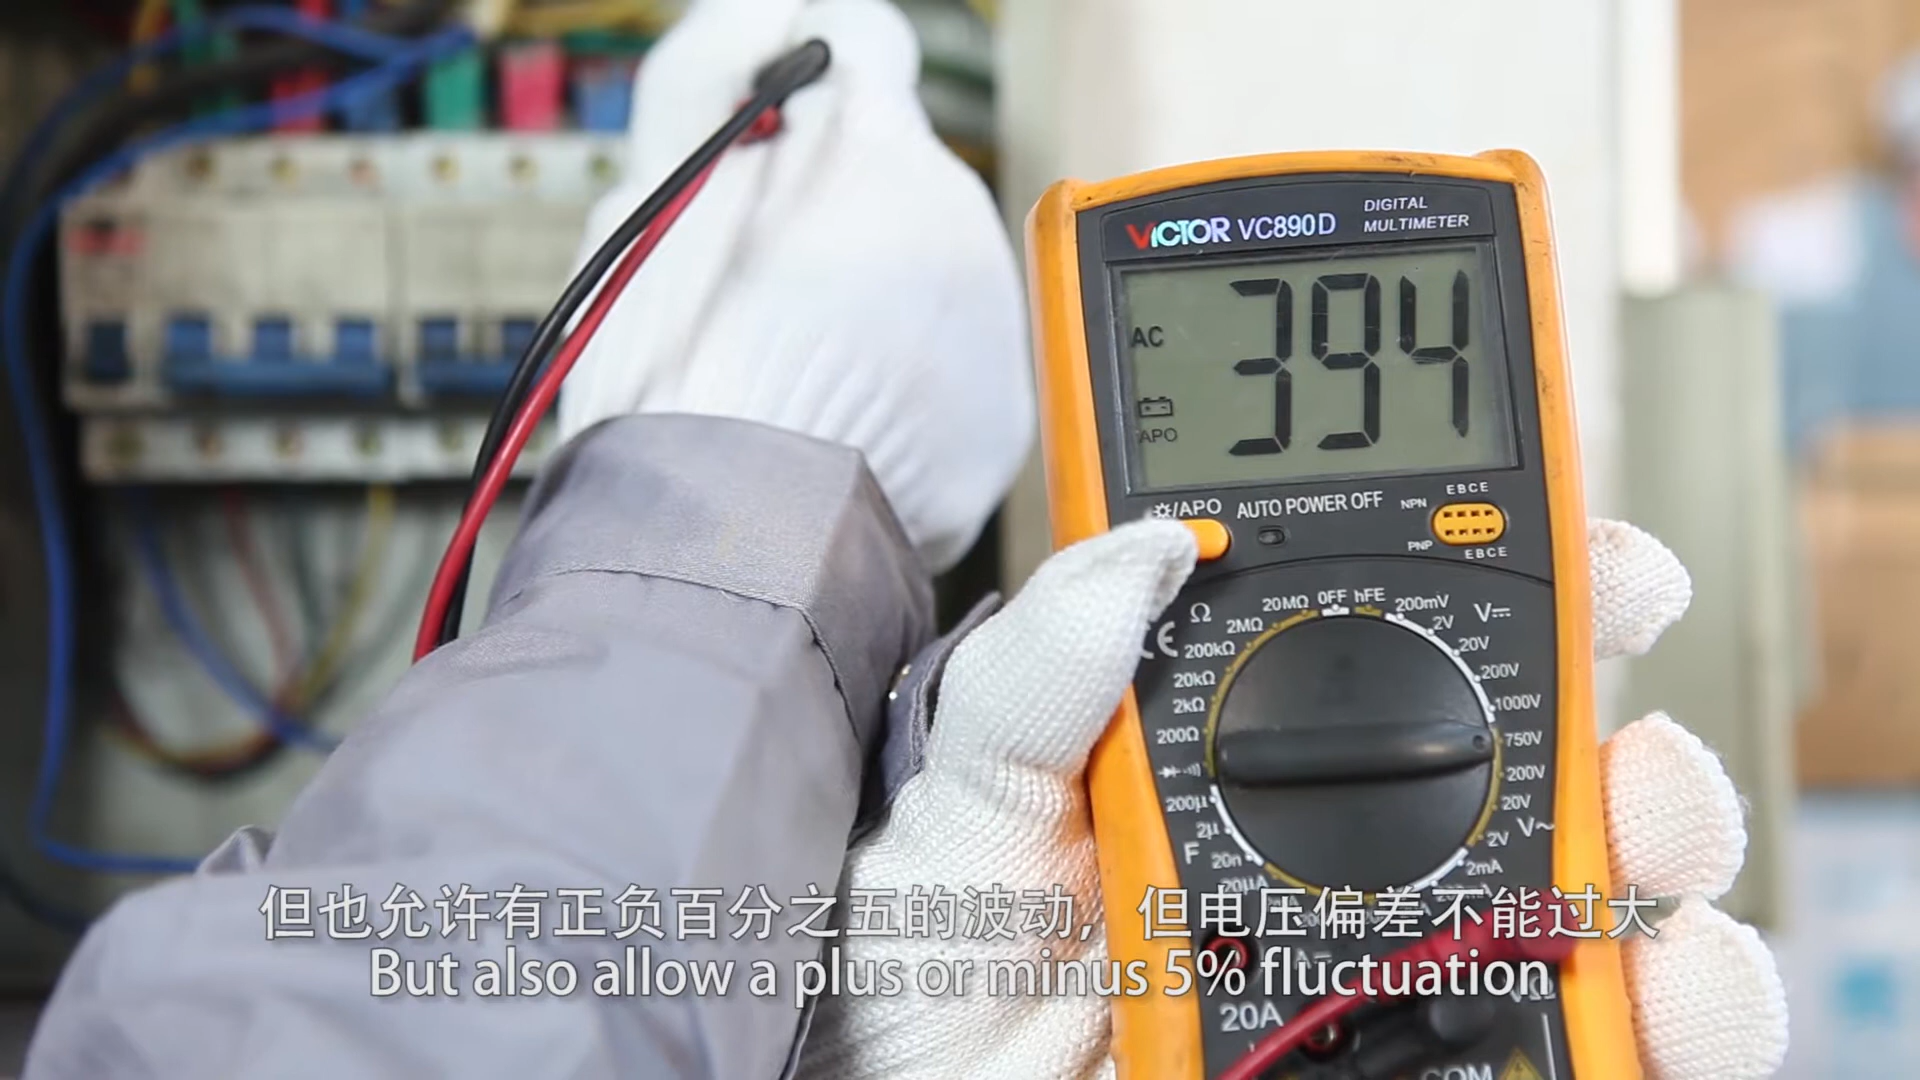 VICTOR VC890D
DIGITAL
MULTIMETER
AC
394
APO
/APO
AUTO POWER OFF
NPN
EBCE
PNP
EBCE
CE
Ω
20MΩ
OFF
hFE
200mV
V⎓
2MΩ
2V
200kΩ
20V
20kΩ
200V
2kΩ
1000V
200Ω
750V
200V
200μ
20V
2μ
2V
V~
F
20n
2mA
20μA
但也允许有正负百分之五的波动，但电压偏差不能过大
But also allow a plus or minus 5% fluctuation
20A
COM
VΩ